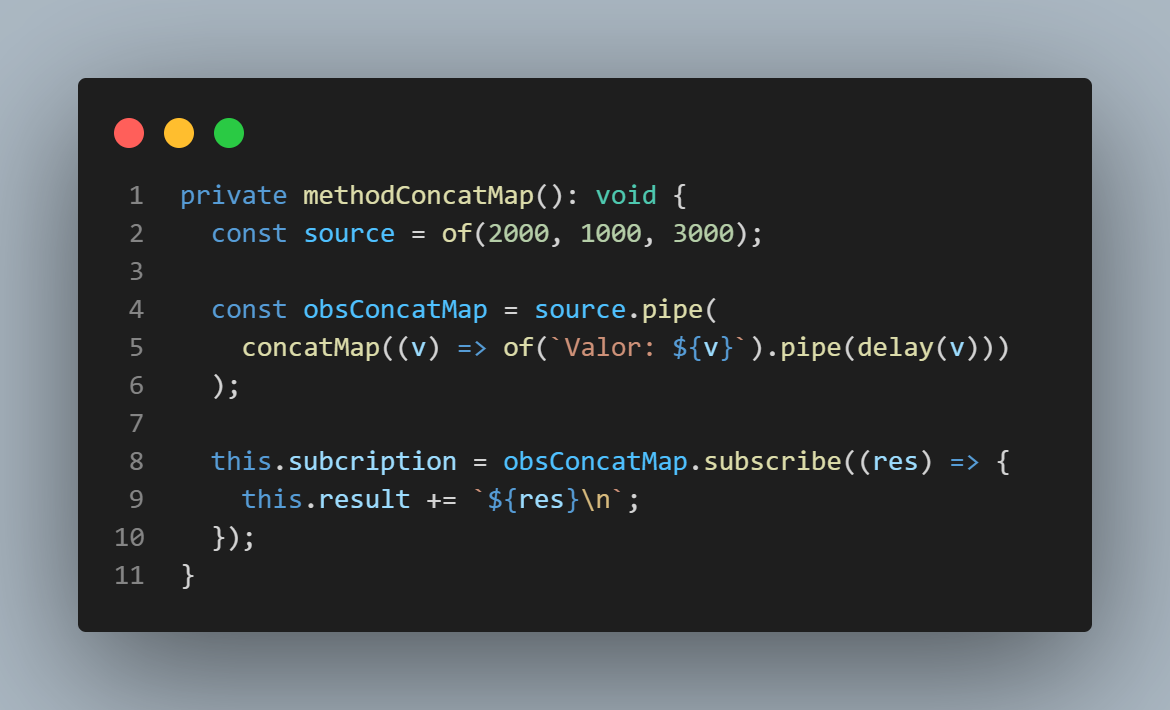 1 private methodConcatMap(): void {
2   const source = of(2000, 1000, 3000);
3
4   const obsConcatMap = source.pipe(
5     concatMap((v) => of(`Valor: ${v}`).pipe(delay(v)))
6   );
7
8   this.subcription = obsConcatMap.subscribe((res) => {
9     this.result += `${res}\n`;
10   });
11 }